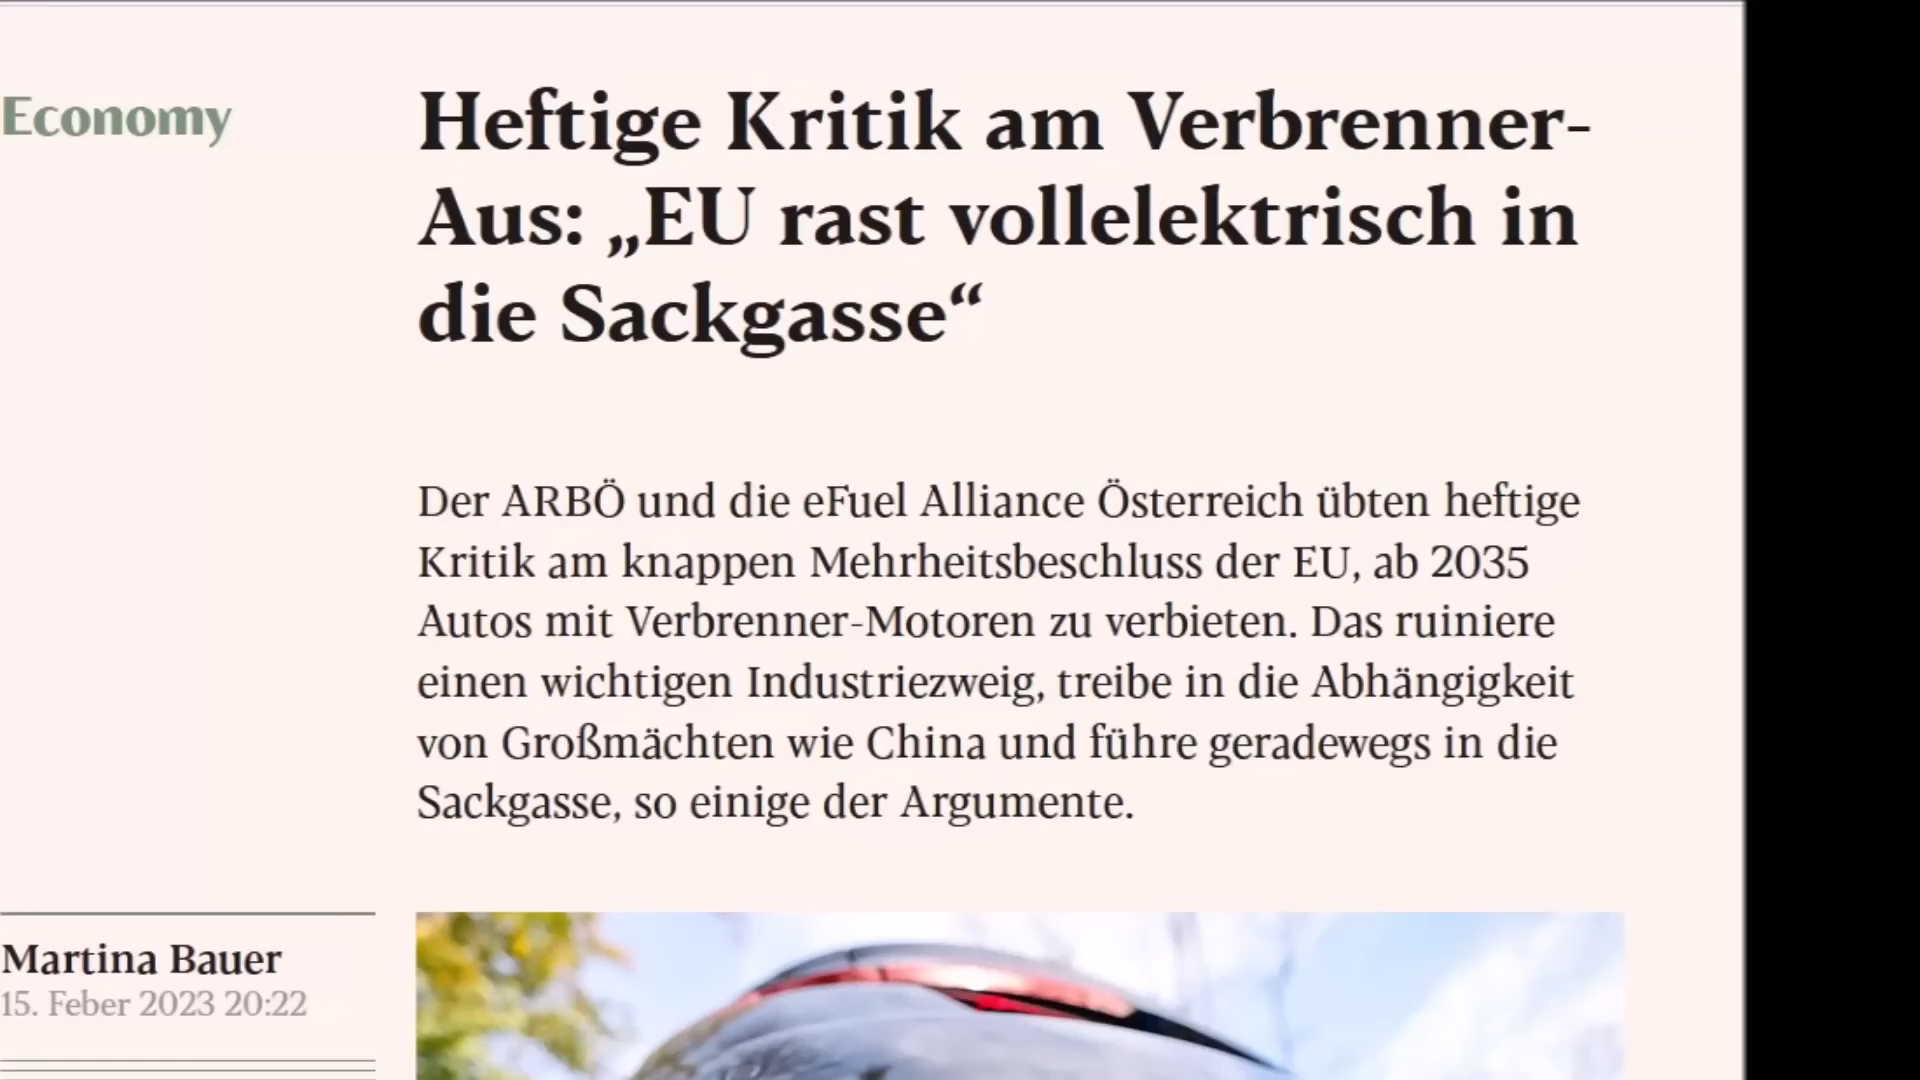 Economy
Heftige Kritik am Verbrenner-
Aus: „EU rast vollelektrisch in
die Sackgasse“
Der ARBÖ und die eFuel Alliance Österreich übten heftige
Kritik am knappen Mehrheitsbeschluss der EU, ab 2035
Autos mit Verbrenner-Motoren zu verbieten. Das ruiniere
einen wichtigen Industriezweig, treibe in die Abhängigkeit
von Großmächten wie China und führe geradewegs in die
Sackgasse, so einige der Argumente.
Martina Bauer
15. Feber 2023 20:22